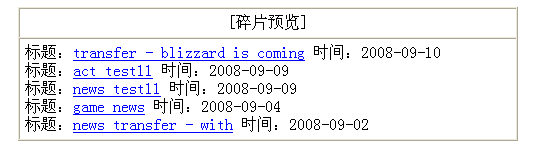 [碎片预览]
标题：transfer - blizzard is coming 时间：2008-09-10
标题：act test11 时间：2008-09-09
标题：news test11 时间：2008-09-09
标题：game news 时间：2008-09-04
标题：news transfer - with 时间：2008-09-02